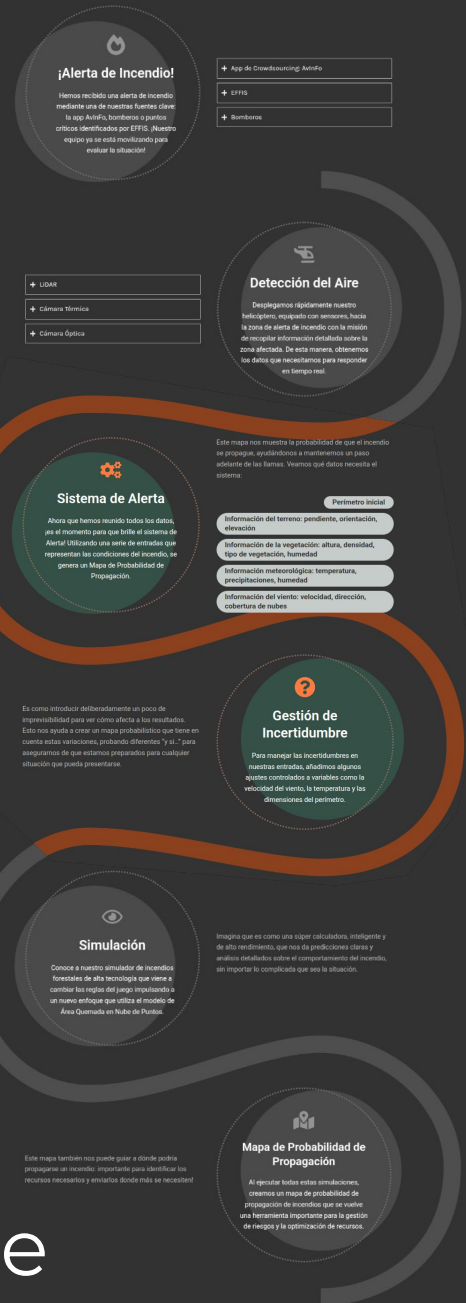 ¡Alerta de Incendio!
Hemos recibido una alerta de incendio
mediante una de nuestras fuentes clave:
la app AvInFo, bomberos o puntos
críticos identificados por EFFIS. ¡Nuestro
equipo ya se está movilizando para
evaluar la situación!
+ App de Crowdsourcing: AvInFo
+ EFFIS
+ Bomberos
Detección del Aire
Desplegamos rápidamente nuestro
helicóptero, equipado con sensores, hacia
la zona de alerta de incendio con la misión
de recopilar información detallada sobre la
zona afectada. De esta manera, obtenemos
los datos que necesitamos para responder
en tiempo real.
+ LiDAR
+ Cámara Térmica
+ Cámara Óptica
Sistema de Alerta
Ahora que hemos reunido todos los datos,
¡es el momento para que brille el sistema de
Alerta! Utilizando una serie de entradas que
representan las condiciones del incendio, se
genera un Mapa de Probabilidad de
Propagación.
Este mapa nos muestra la probabilidad de que el incendio
se propague, ayudándonos a mantenernos un paso
adelante de las llamas. Veamos qué datos necesita el
sistema:
Perímetro inicial
Información del terreno: pendiente, orientación,
elevación
Información de la vegetación: altura, densidad,
tipo de vegetación, humedad
Información meteorológica: temperatura,
precipitaciones, humedad
Información del viento: velocidad, dirección,
cobertura de nubes
Gestión de
Incertidumbre
Para manejar las incertidumbres en
nuestras entradas, añadimos algunos
ajustes controlados a variables como la
velocidad del viento, la temperatura y las
dimensiones del perímetro.
Es como introducir deliberadamente un poco de
imprevisibilidad para ver cómo afecta a los resultados.
Esto nos ayuda a crear un mapa probabilístico que tiene en
cuenta estas variaciones, probando diferentes "y si…" para
asegurarnos de que estamos preparados para cualquier
situación que pueda presentarse.
Simulación
Conoce a nuestro simulador de incendios
forestales de alta tecnología que viene a
cambiar las reglas del juego impulsando a
un nuevo enfoque que utiliza el modelo de
Área Quemada en Nube de Puntos.
Imagina que es como una súper calculadora, inteligente y
de alto rendimiento, que nos da predicciones claras y
análisis detallados sobre el comportamiento del incendio,
sin importar lo complicada que sea la situación.
Mapa de Probabilidad de
Propagación
Al ejecutar todas estas simulaciones,
creamos un mapa de probabilidad de
propagación de incendios que se vuelve
una herramienta importante para la gestión
de riesgos y la optimización de recursos.
Este mapa también nos puede guiar a dónde podría
propagarse un incendio: importante para identificar los
recursos necesarios y enviarlos donde más se necesiten!
e